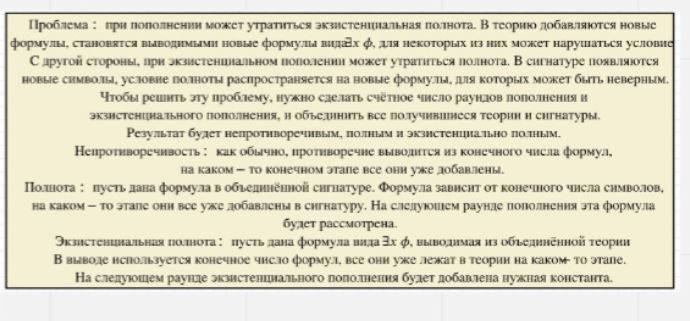 Проблема : при пополнении может утратиться экзистенциальная полнота. В теорию добавляются новые
формулы, становятся выводимыми новые формулы вида∃x ϕ, для некоторых из них может нарушаться условие
С другой стороны, при экзистенциальном пополении может утратиться полнота. В сигнатуре появляются
новые символы, условие полноты распространяется на новые формулы, для которых может быть неверным.
Чтобы решить эту проблему, нужно сделать счётное число раундов пополнения и
экзистенциального пополнения, и объединить все получившиеся теории и сигнатуры.
Результат будет непротиворечивым, полным и экзистенциально полным.
Непротиворечивость : как обычно, противоречие выводится из конечного числа формул,
на каком − то конечном этапе все они уже добавлены.
Полнота : пусть дана формула в объединённой сигнатуре. Формула зависит от конечного числа символов,
на каком − то этапе они все уже добавлены в сигнатуру. На следующем раунде пополнения эта формула
будет рассмотрена.
Экзистенциальная полнота : пусть дана формула вида ∃x ϕ, выводимая из объединённой теории
В выводе используется конечное число формул, все они уже лежат в теории на каком− то этапе.
На следующем раунде экзистенциального пополнения будет добавлена нужная константа.